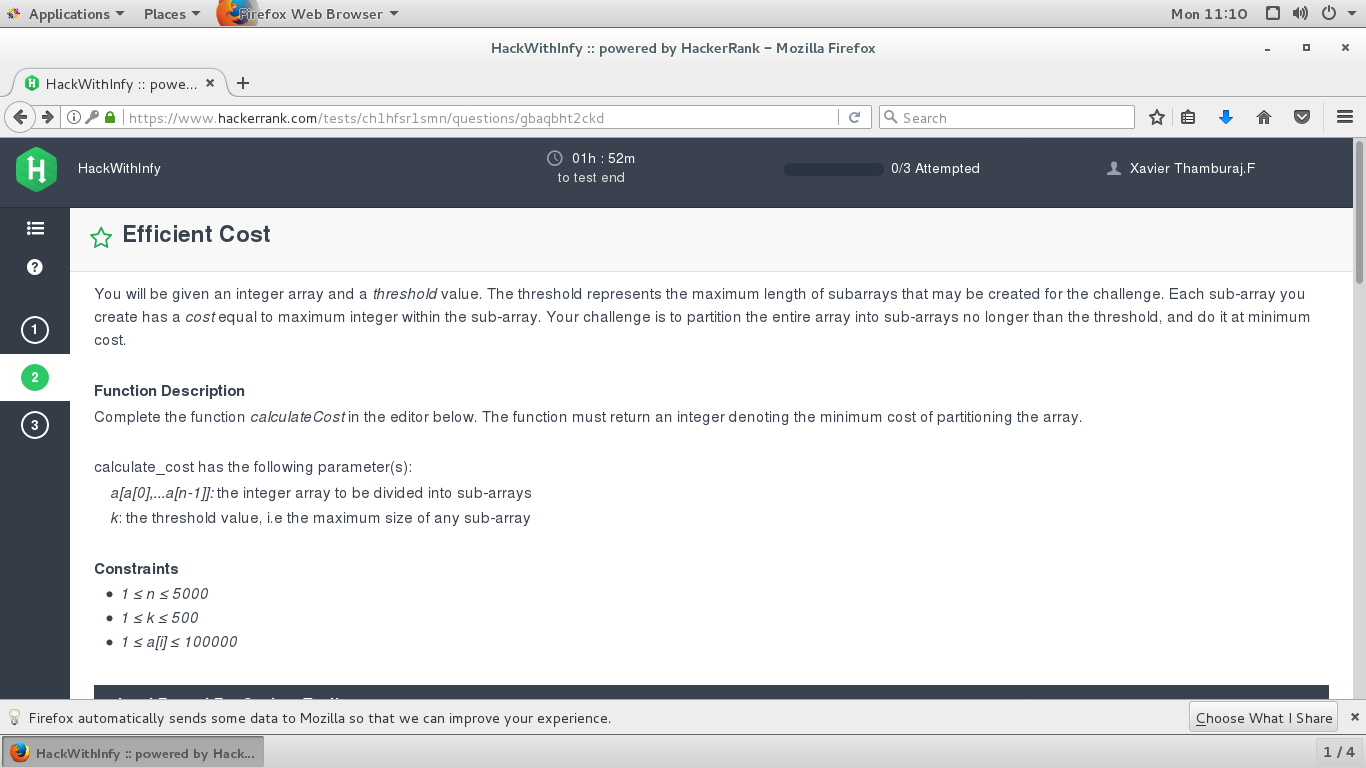 Applications Places Firefox Web Browser Mon 11:10
HackWithInfy :: powered by HackerRank – Mozilla Firefox
HackWithInfy :: powe...
https://www.hackerrank.com/tests/ch1hfsr1smn/questions/gbaqbht2ckd Search
HackWithInfy 01h : 52m 0/3 Attempted Xavier Thamburaj.F
to test end
Efficient Cost
You will be given an integer array and a threshold value. The threshold represents the maximum length of subarrays that may be created for the challenge. Each sub-array you
create has a cost equal to maximum integer within the sub-array. Your challenge is to partition the entire array into sub-arrays no longer than the threshold, and do it at minimum
cost.
1
2
3
Function Description
Complete the function calculateCost in the editor below. The function must return an integer denoting the minimum cost of partitioning the array.
calculate_cost has the following parameter(s):
a[a[0],...a[n-1]]: the integer array to be divided into sub-arrays
k: the threshold value, i.e the maximum size of any sub-array
Constraints
• 1 ≤ n ≤ 5000
• 1 ≤ k ≤ 500
• 1 ≤ a[i] ≤ 100000
Firefox automatically sends some data to Mozilla so that we can improve your experience. Choose What I Share
HackWithInfy :: powered by Hack... 1 / 4